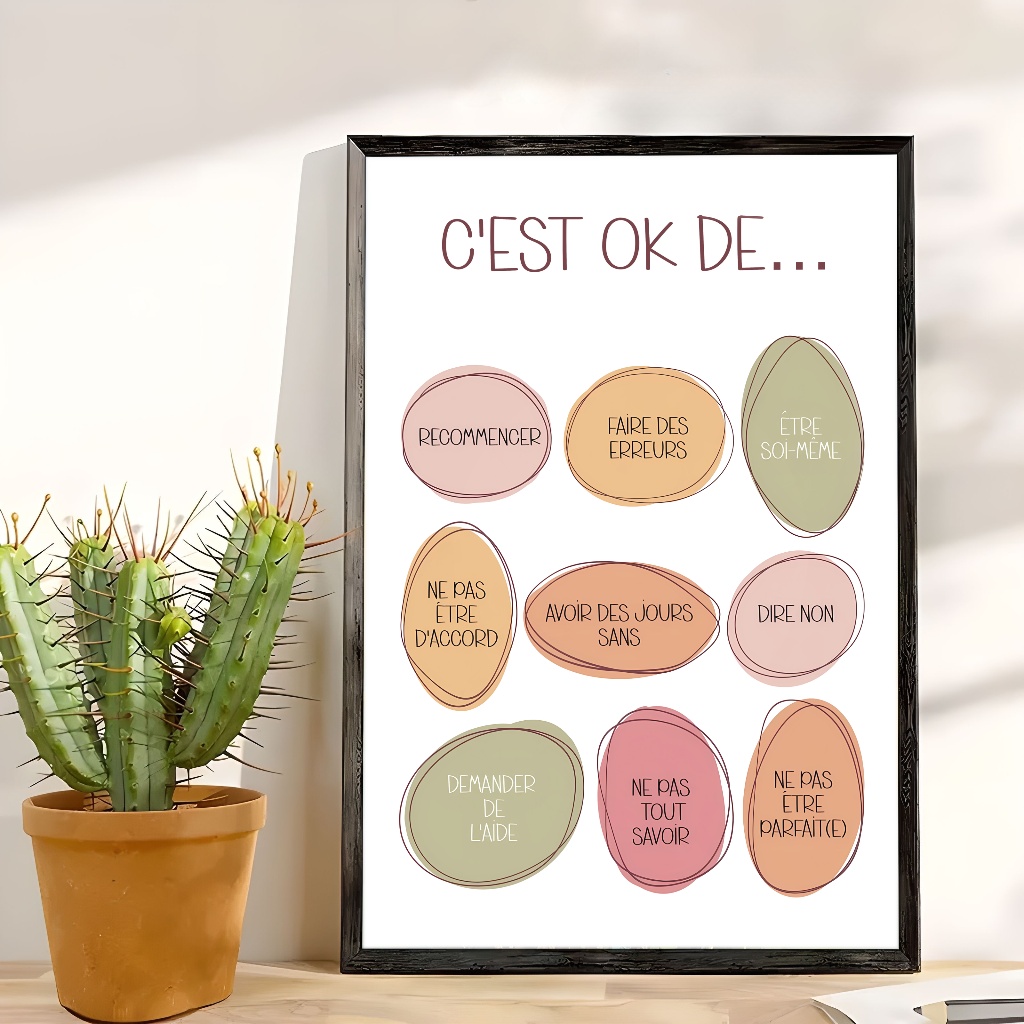 C'EST OK DE...
RECOMMENCER
FAIRE DES
ERREURS
ÊTRE
SOI-MÊME
NE PAS
ÊTRE
D'ACCORD
AVOIR DES JOURS
SANS
DIRE NON
DEMANDER
DE
L'AIDE
NE PAS
TOUT
SAVOIR
NE PAS
ÊTRE
PARFAIT(E)